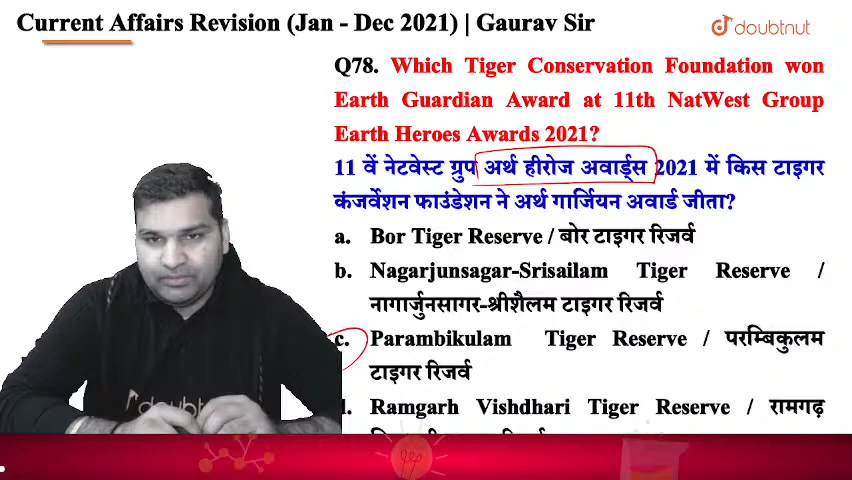 Current Affairs Revision (Jan - Dec 2021) | Gaurav Sir
doubtnut
Q78. Which Tiger Conservation Foundation won
Earth Guardian Award at 11th NatWest Group
Earth Heroes Awards 2021?
11 वें नेटवेस्ट ग्रुप अर्थ हीरोज अवार्ड्स 2021 में किस टाइगर
कंजर्वेशन फाउंडेशन ने अर्थ गार्जियन अवार्ड जीता?
a. Bor Tiger Reserve / बोर टाइगर रिजर्व
b. Nagarjunsagar-Srisailam Tiger Reserve /
नागार्जुनसागर-श्रीशैलम टाइगर रिजर्व
c. Parambikulam Tiger Reserve / परम्बिकुलम
टाइगर रिजर्व
Ramgarh Vishdhari Tiger Reserve / रामगढ़